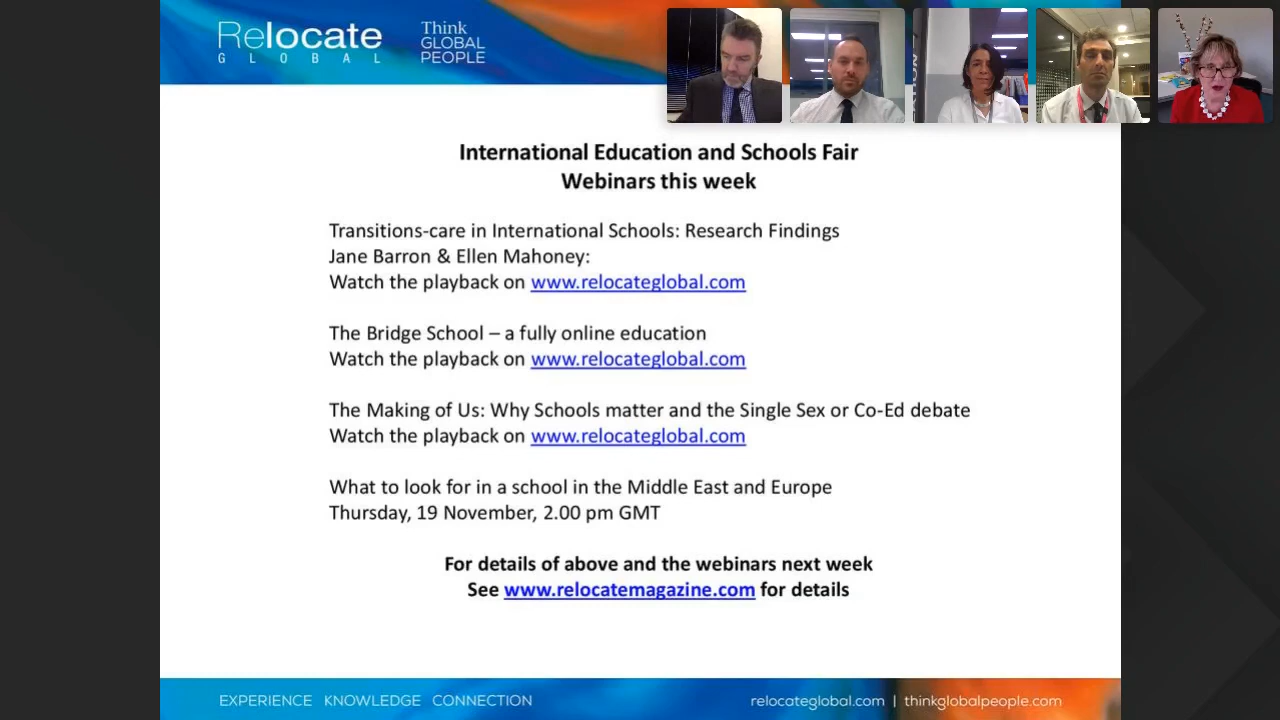 Relocate
GLOBAL
Think
GLOBAL
PEOPLE
International Education and Schools Fair
Webinars this week
Transitions-care in International Schools: Research Findings
Jane Barron & Ellen Mahoney:
Watch the playback on www.relocateglobal.com
The Bridge School – a fully online education
Watch the playback on www.relocateglobal.com
The Making of Us: Why Schools matter and the Single Sex or Co-Ed debate
Watch the playback on www.relocateglobal.com
What to look for in a school in the Middle East and Europe
Thursday, 19 November, 2.00 pm GMT
For details of above and the webinars next week
See www.relocatemagazine.com for details
EXPERIENCE KNOWLEDGE CONNECTION
relocateglobal.com | thinkglobalpeople.com